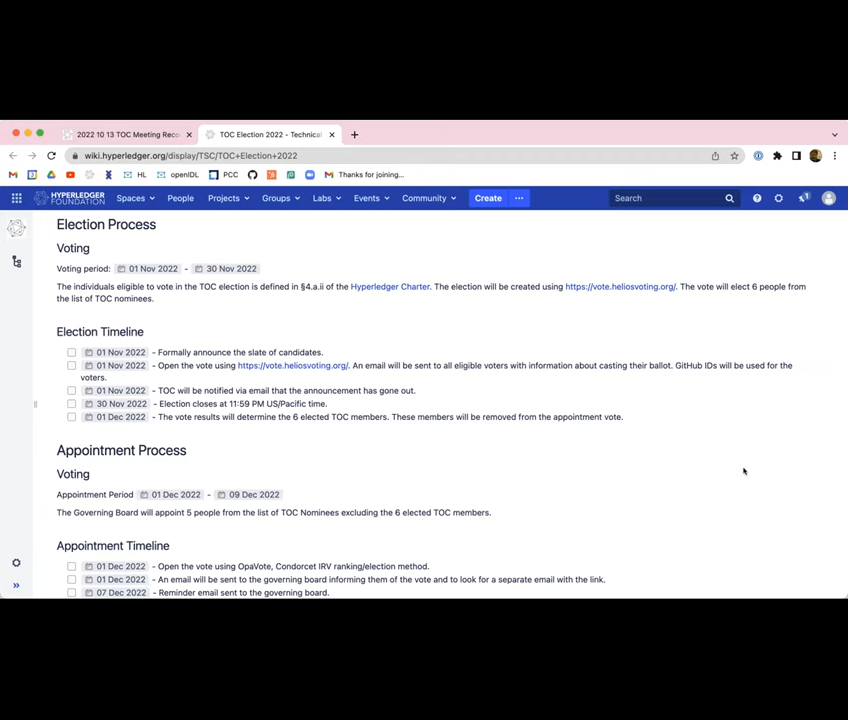 2022 10 13 TOC Meeting Reco
TOC Election 2022 - Technical
wiki.hyperledger.org/display/TSC/TOC+Election+2022
HL openIDL PCC Thanks for joining...
HYPERLEDGER FOUNDATION Spaces People Projects Groups Labs Events Community Create ... Search
Election Process
Voting
Voting period: 01 Nov 2022 - 30 Nov 2022
The individuals eligible to vote in the TOC election is defined in §4.a.ii of the Hyperledger Charter. The election will be created using https://vote.heliosvoting.org/. The vote will elect 6 people from
the list of TOC nominees.
Election Timeline
01 Nov 2022 - Formally announce the slate of candidates.
01 Nov 2022 - Open the vote using https://vote.heliosvoting.org/. An email will be sent to all eligible voters with information about casting their ballot. GitHub IDs will be used for the
voters.
01 Nov 2022 - TOC will be notified via email that the announcement has gone out.
30 Nov 2022 - Election closes at 11:59 PM US/Pacific time.
01 Dec 2022 - The vote results will determine the 6 elected TOC members. These members will be removed from the appointment vote.
Appointment Process
Voting
Appointment Period 01 Dec 2022 - 09 Dec 2022
The Governing Board will appoint 5 people from the list of TOC Nominees excluding the 6 elected TOC members.
Appointment Timeline
01 Dec 2022 - Open the vote using OpaVote, Condorcet IRV ranking/election method.
01 Dec 2022 - An email will be sent to the governing board informing them of the vote and to look for a separate email with the link.
07 Dec 2022 - Reminder email sent to the governing board.